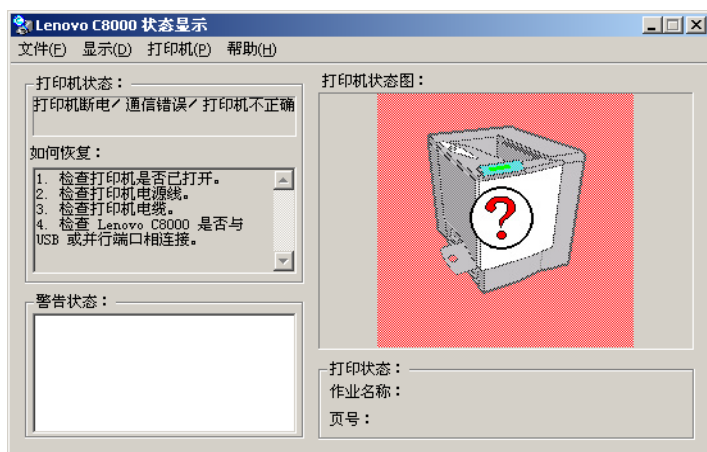 Lenovo C8000 状态显示
文件(F) 显示(D) 打印机(P) 帮助(H)
打印机状态：
打印机断电/ 通信错误/ 打印机不正确
如何恢复：
1. 检查打印机是否已打开。
2. 检查打印机电源线。
3. 检查打印机电缆。
4. 检查 Lenovo C8000 是否与
USB 或并行端口相连接。
警告状态：
打印机状态图：
?
打印状态：
作业名称：
页号：